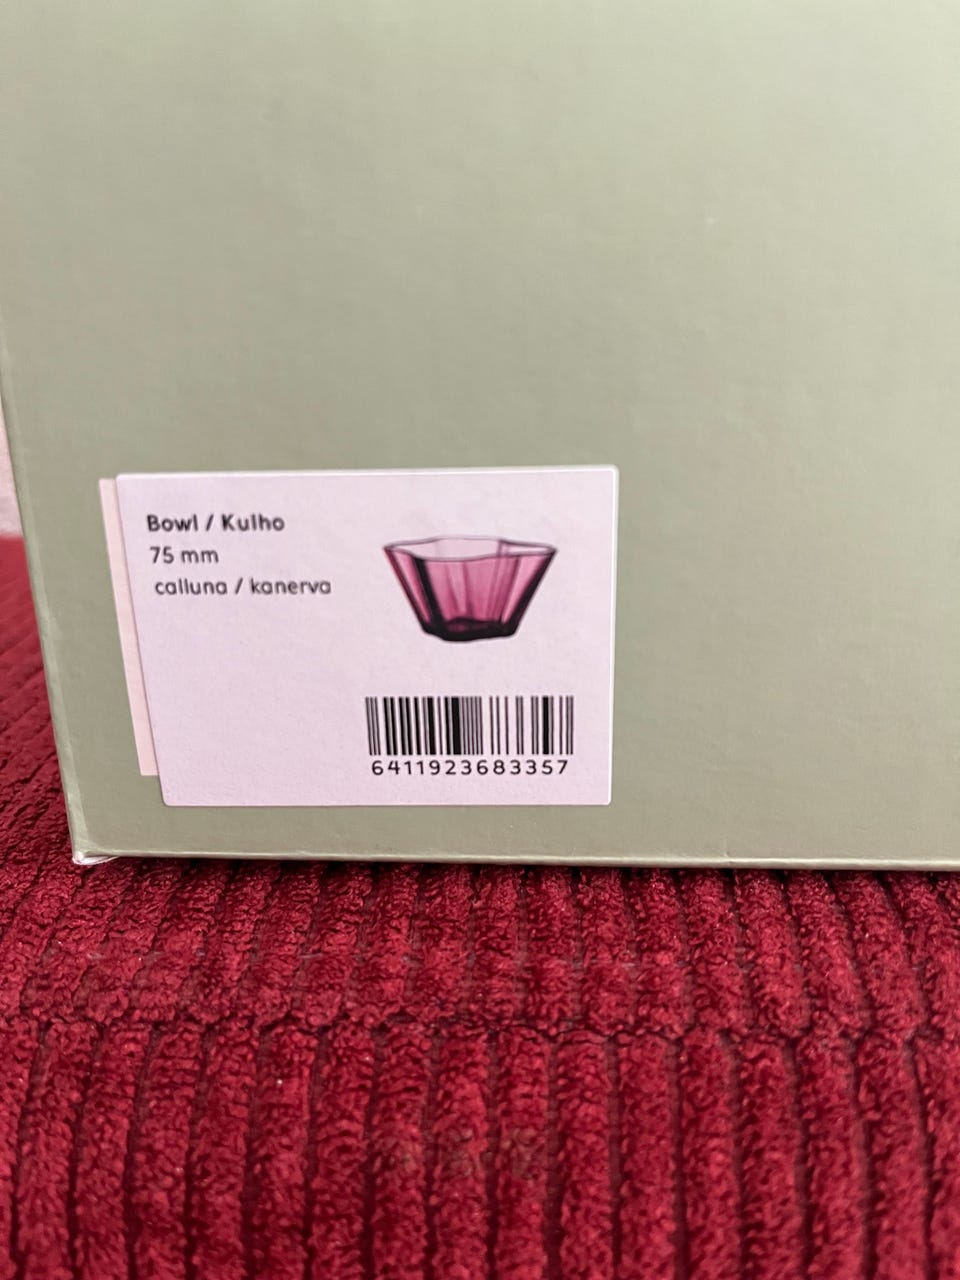 Bowl / Kulho
75 mm
calluna / kanerva
6411923683357